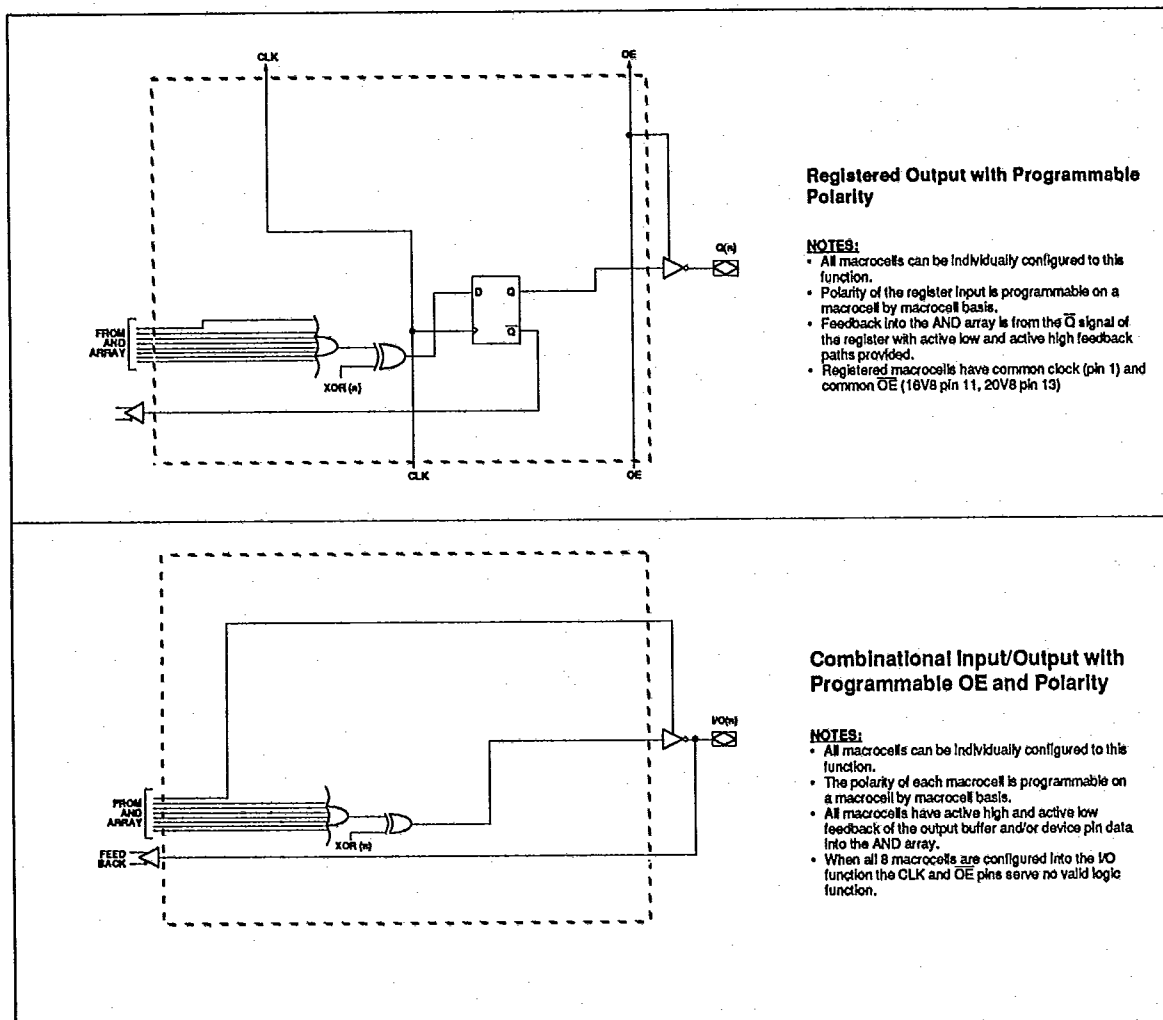 CLK
OE
Registered Output with Programmable
Polarity
NOTES:
• All macrocells can be individually configured to this
function.
• Polarity of the register input is programmable on a
macrocell by macrocell basis.
• Feedback into the AND array is from the Q̅ signal of
the register with active low and active high feedback
paths provided.
• Registered macrocells have common clock (pin 1) and
common O̅E̅ (16V8 pin 11, 20V8 pin 13)
Q(n)
D Q
Q̅
FROM
AND
ARRAY
XOR (n)
CLK
OE
Combinational Input/Output with
Programmable OE and Polarity
NOTES:
• All macrocells can be individually configured to this
function.
• The polarity of each macrocell is programmable on
a macrocell by macrocell basis.
• All macrocells have active high and active low
feedback of the output buffer and/or device pin data
into the AND array.
• When all 8 macrocells are configured into the I/O
function the CLK and O̅E̅ pins serve no valid logic
function.
I/O(n)
FROM
AND
ARRAY
XOR (n)
FEED
BACK